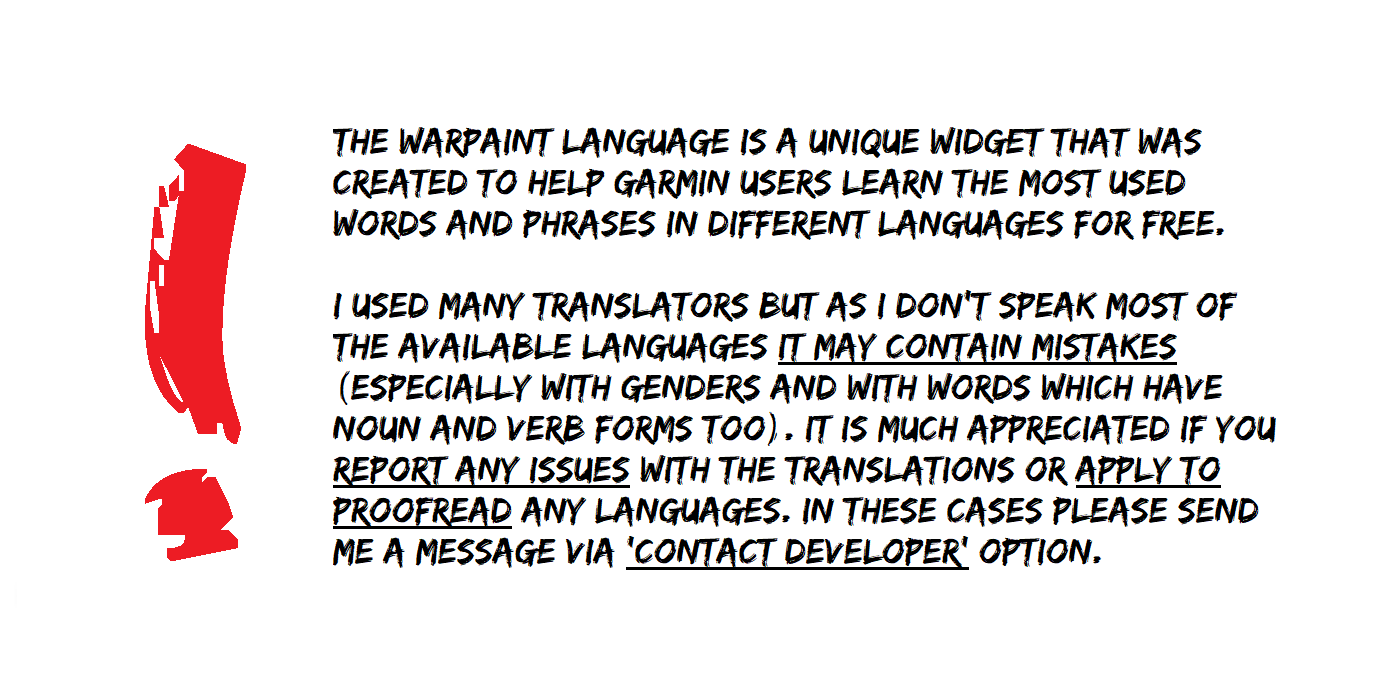 THE WARPAINT LANGUAGE IS A UNIQUE WIDGET THAT WAS
CREATED TO HELP GARMIN USERS LEARN THE MOST USED
WORDS AND PHRASES IN DIFFERENT LANGUAGES FOR FREE.
I USED MANY TRANSLATORS BUT AS I DON'T SPEAK MOST OF
THE AVAILABLE LANGUAGES IT MAY CONTAIN MISTAKES
(ESPECIALLY WITH GENDERS AND WITH WORDS WHICH HAVE
NOUN AND VERB FORMS TOO). IT IS MUCH APPRECIATED IF YOU
REPORT ANY ISSUES WITH THE TRANSLATIONS OR APPLY TO
PROOFREAD ANY LANGUAGES. IN THESE CASES PLEASE SEND
ME A MESSAGE VIA 'CONTACT DEVELOPER' OPTION.